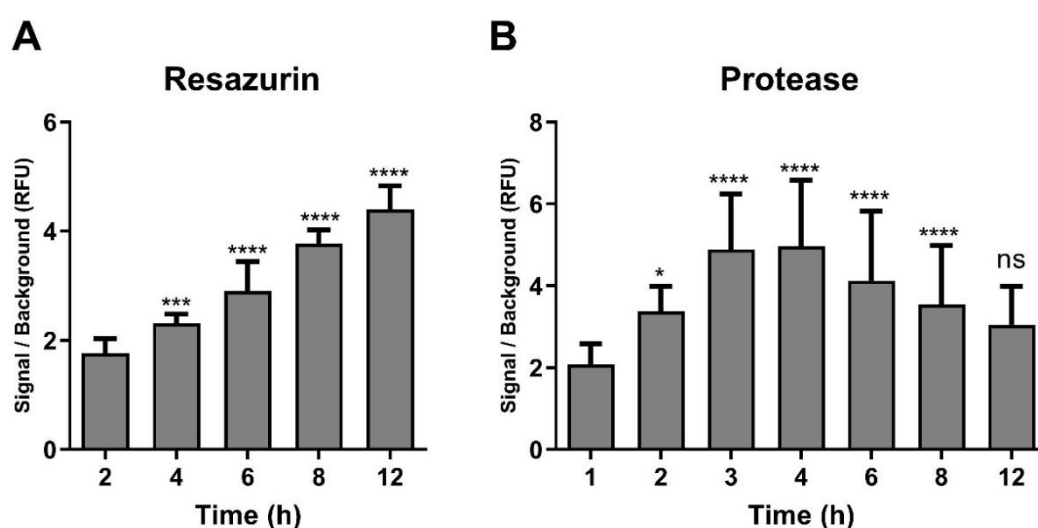 A
Resazurin
Signal / Background (RFU)
6
4
2
0
***
****
****
****
2 4 6 8 12
Time (h)
B
Protease
Signal / Background (RFU)
8
6
4
2
0
*
****
****
****
****
ns
1 2 3 4 6 8 12
Time (h)